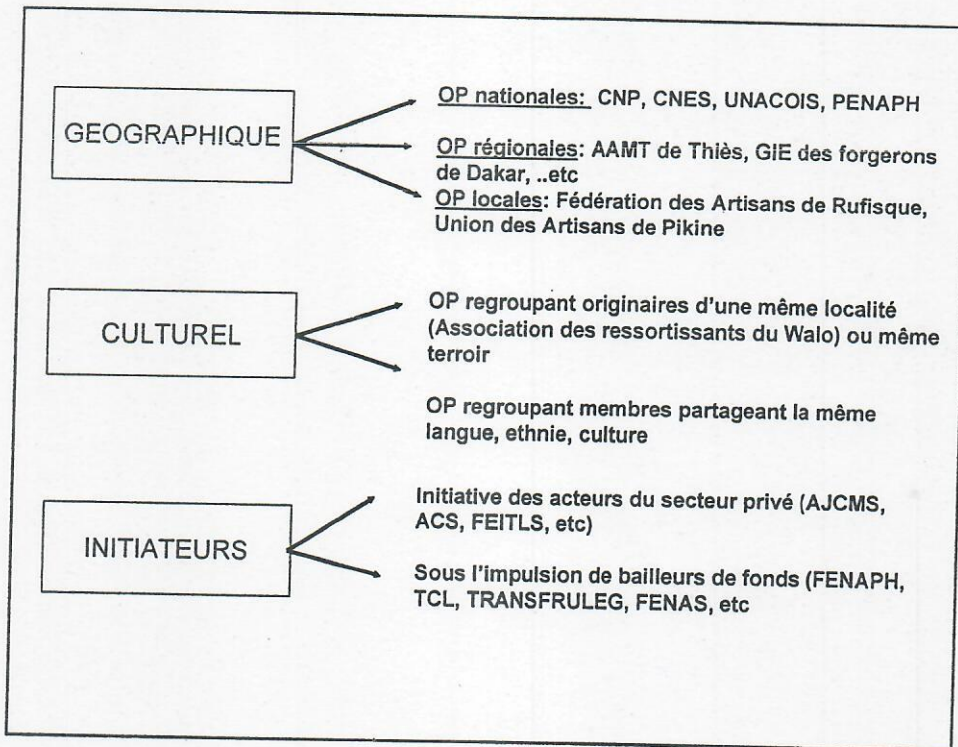 GEOGRAPHIQUE
OP nationales: CNP, CNES, UNACOIS, PENAPH
OP régionales: AAMT de Thiès, GIE des forgerons
de Dakar, ..etc
OP locales: Fédération des Artisans de Rufisque,
Union des Artisans de Pikine
CULTUREL
OP regroupant originaires d'une même localité
(Association des ressortissants du Walo) ou même
terroir
OP regroupant membres partageant la même
langue, ethnie, culture
INITIATEURS
Initiative des acteurs du secteur privé (AJCMS,
ACS, FEITLS, etc)
Sous l'impulsion de bailleurs de fonds (FENAPH,
TCL, TRANSFRULEG, FENAS, etc